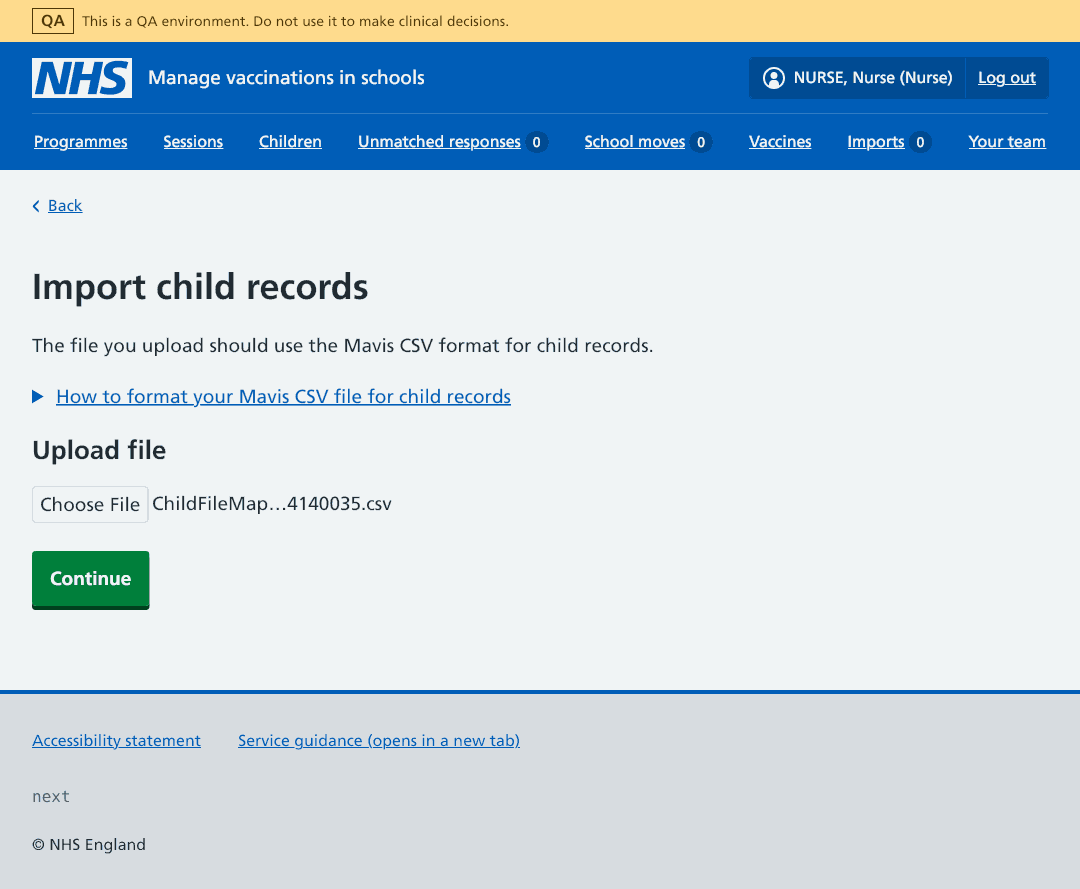 QA This is a QA environment. Do not use it to make clinical decisions.
NHS Manage vaccinations in schools NURSE, Nurse (Nurse) Log out
Programmes Sessions Children Unmatched responses 0 School moves 0 Vaccines Imports 0 Your team
Back
Import child records
The file you upload should use the Mavis CSV format for child records.
How to format your Mavis CSV file for child records
Upload file
Choose File ChildFileMap…4140035.csv
Continue
Accessibility statement Service guidance (opens in a new tab)
next
© NHS England